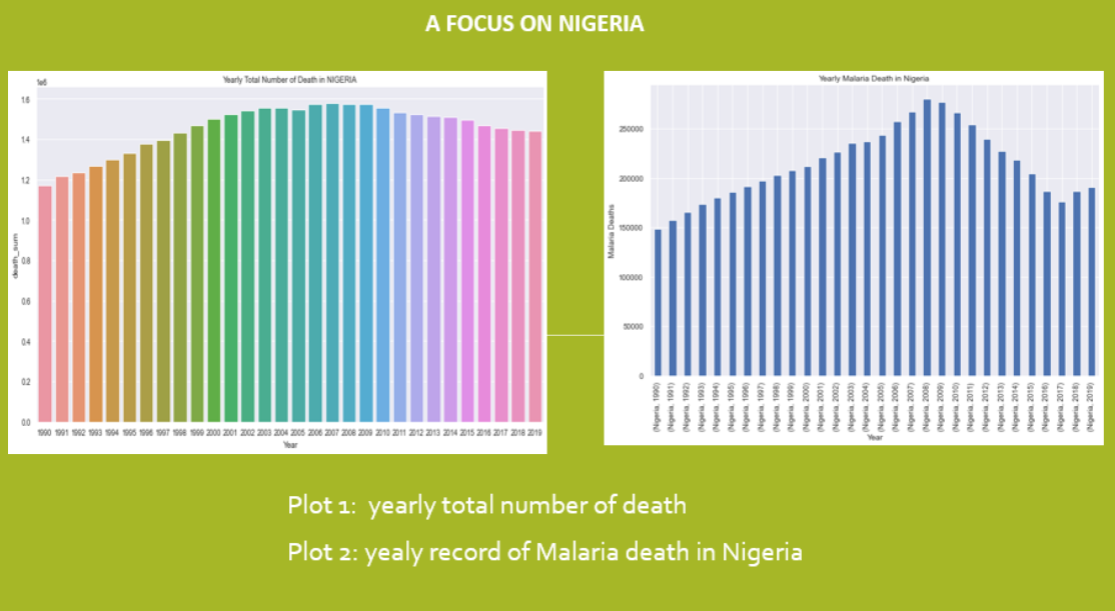 A FOCUS ON NIGERIA
Yearly Total Number of Death in NIGERIA
1e6
1.6
1.4
1.2
1.0
0.8
0.6
0.4
0.2
0.0
death_sum
1990 1991 1992 1993 1994 1995 1996 1997 1998 1999 2000 2001 2002 2003 2004 2005 2006 2007 2008 2009 2010 2011 2012 2013 2014 2015 2016 2017 2018 2019
Year
Yearly Malaria Death in Nigeria
250000
200000
150000
100000
50000
0
Malaria Deaths
(Nigeria, 1990)
(Nigeria, 1991)
(Nigeria, 1992)
(Nigeria, 1993)
(Nigeria, 1994)
(Nigeria, 1995)
(Nigeria, 1996)
(Nigeria, 1997)
(Nigeria, 1998)
(Nigeria, 1999)
(Nigeria, 2000)
(Nigeria, 2001)
(Nigeria, 2002)
(Nigeria, 2003)
(Nigeria, 2004)
(Nigeria, 2005)
(Nigeria, 2006)
(Nigeria, 2007)
(Nigeria, 2008)
(Nigeria, 2009)
(Nigeria, 2010)
(Nigeria, 2011)
(Nigeria, 2012)
(Nigeria, 2013)
(Nigeria, 2014)
(Nigeria, 2015)
(Nigeria, 2016)
(Nigeria, 2017)
(Nigeria, 2018)
(Nigeria, 2019)
Year
Plot 1: yearly total number of death
Plot 2: yealy record of Malaria death in Nigeria